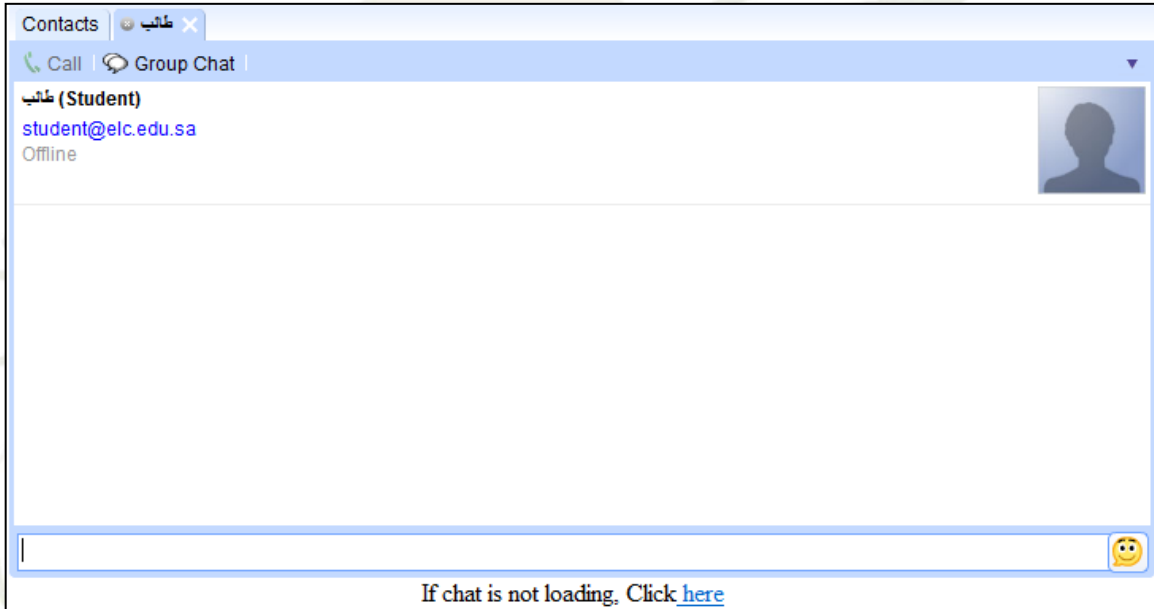 Contacts طالب
Call Group Chat
طالب (Student)
student@elc.edu.sa
Offline
If chat is not loading, Click here